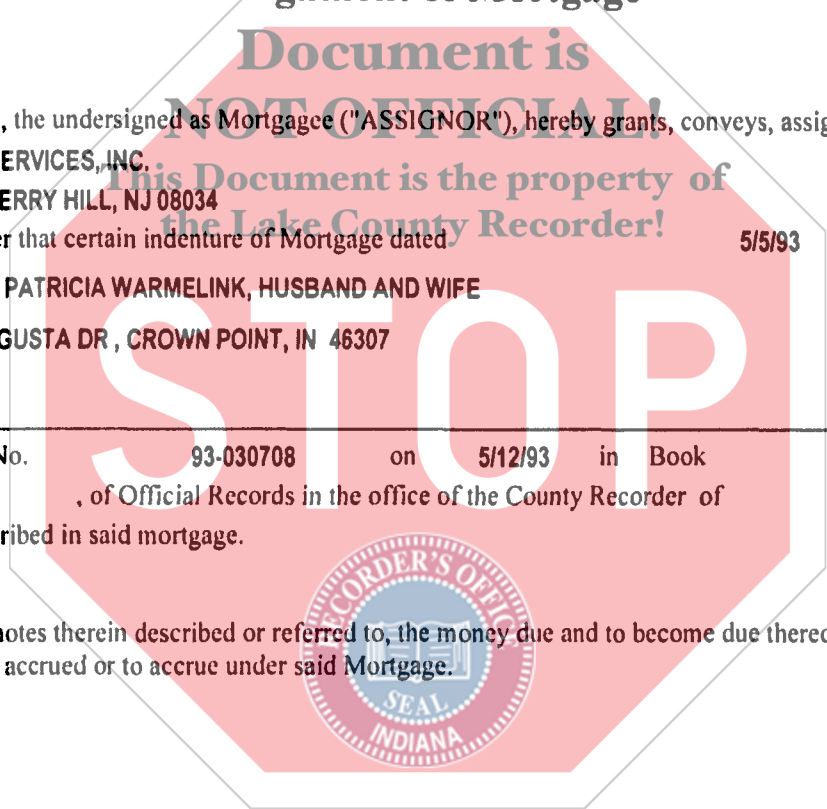 gnment of Mortgage
Document is
NOT OFFICIAL!
, the undersigned as Mortgagee ("ASSIGNOR"), hereby grants, conveys, assig
ERVICES, INC.
This Document is the property of
ERRY HILL, NJ 08034
the Lake County Recorder!
er that certain indenture of Mortgage dated 5/5/93
PATRICIA WARMELINK, HUSBAND AND WIFE
GUSTA DR , CROWN POINT, IN 46307
STOP
No. 93-030708 on 5/12/93 in Book
, of Official Records in the office of the County Recorder of
ribed in said mortgage.
RECORDER'S OFFICE
notes therein described or referred to, the money due and to become due thereo
accrued or to accrue under said Mortgage.
SEAL
INDIANA